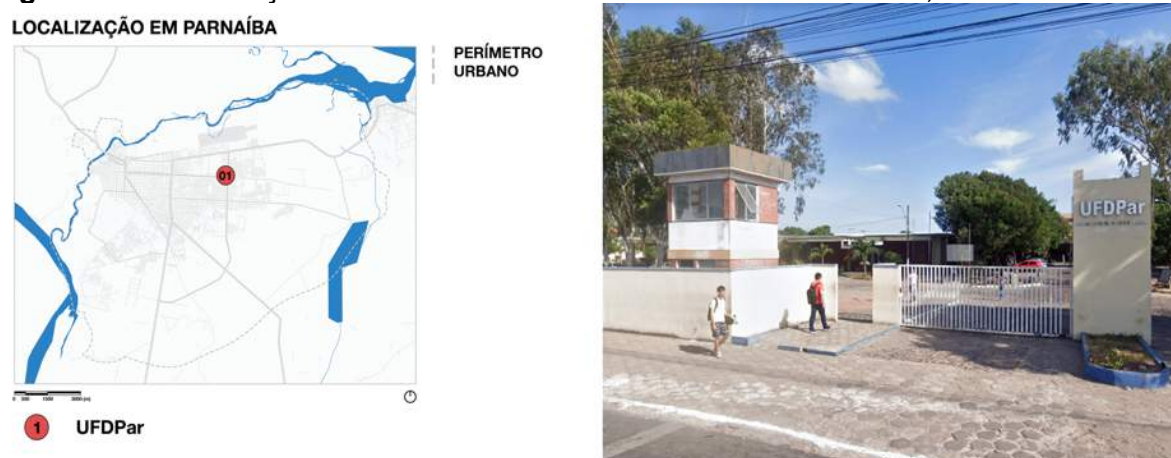 LOCALIZAÇÃO EM PARNAÍBA
PERÍMETRO
URBANO
01
1 UFDPar
UFDPar